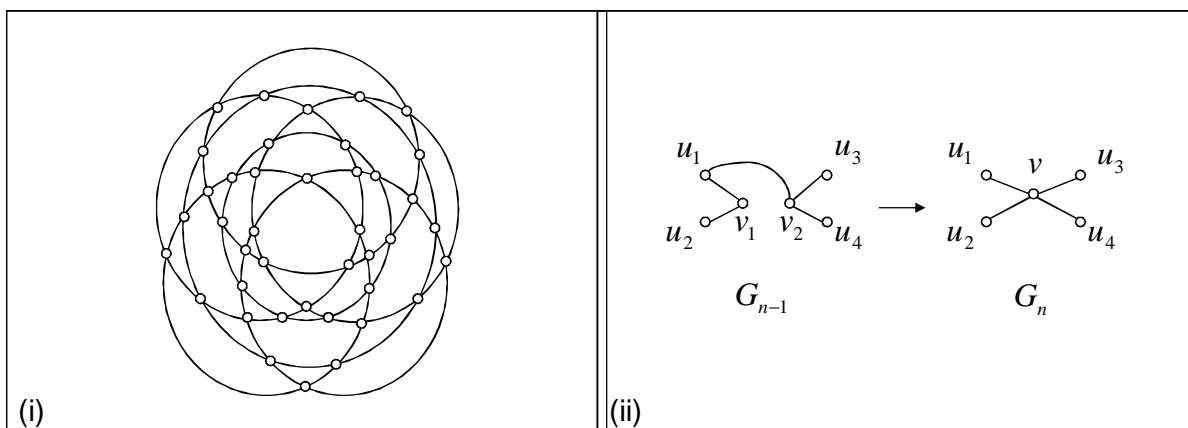 (i)
u₁ u₃
v₁ v₂
u₂ u₄
Gₙ₋₁
u₁ v u₃
u₂ u₄
Gₙ
(ii)